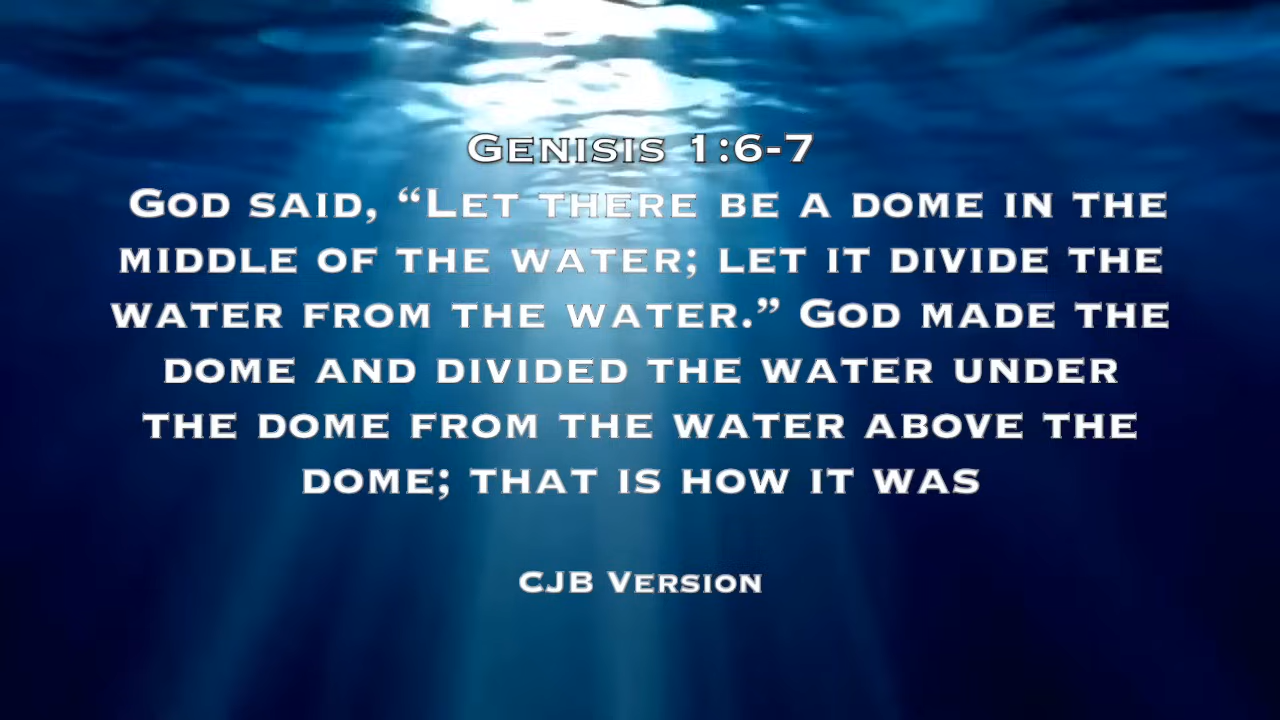 Genisis 1:6-7
God said, “Let there be a dome in the
middle of the water; let it divide the
water from the water.” God made the
dome and divided the water under
the dome from the water above the
dome; that is how it was
CJB Version